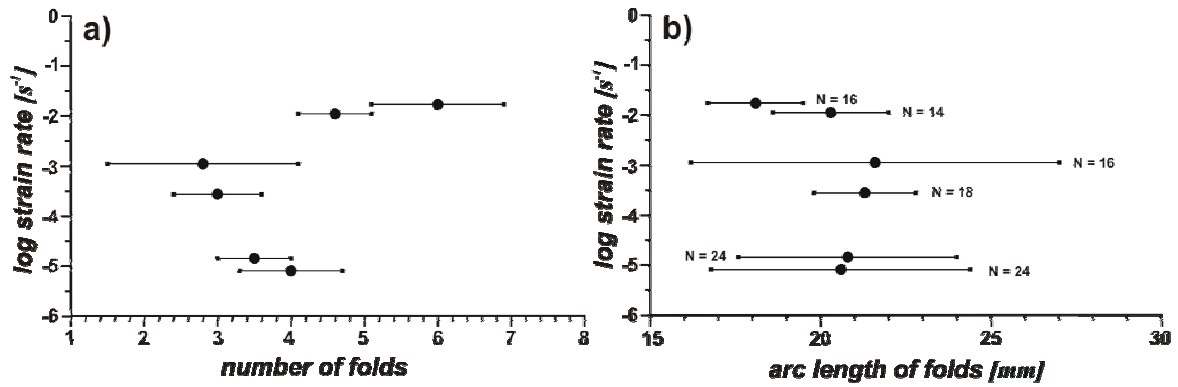 a)
log strain rate [s⁻¹]
0
-1
-2
-3
-4
-5
-6
1 2 3 4 5 6 7 8
number of folds
b)
log strain rate [s⁻¹]
0
-1
-2
-3
-4
-5
-6
N = 16
N = 14
N = 16
N = 18
N = 24
N = 24
15 20 25 30
arc length of folds [mm]